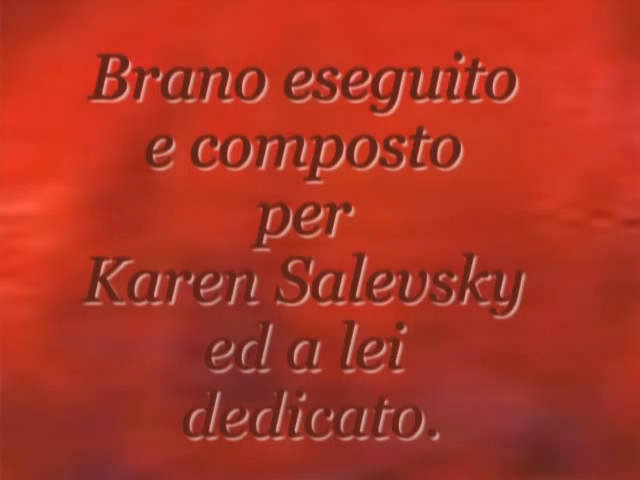 Brano eseguito
e composto
per
Karen Salevsky
ed a lei
dedicato.